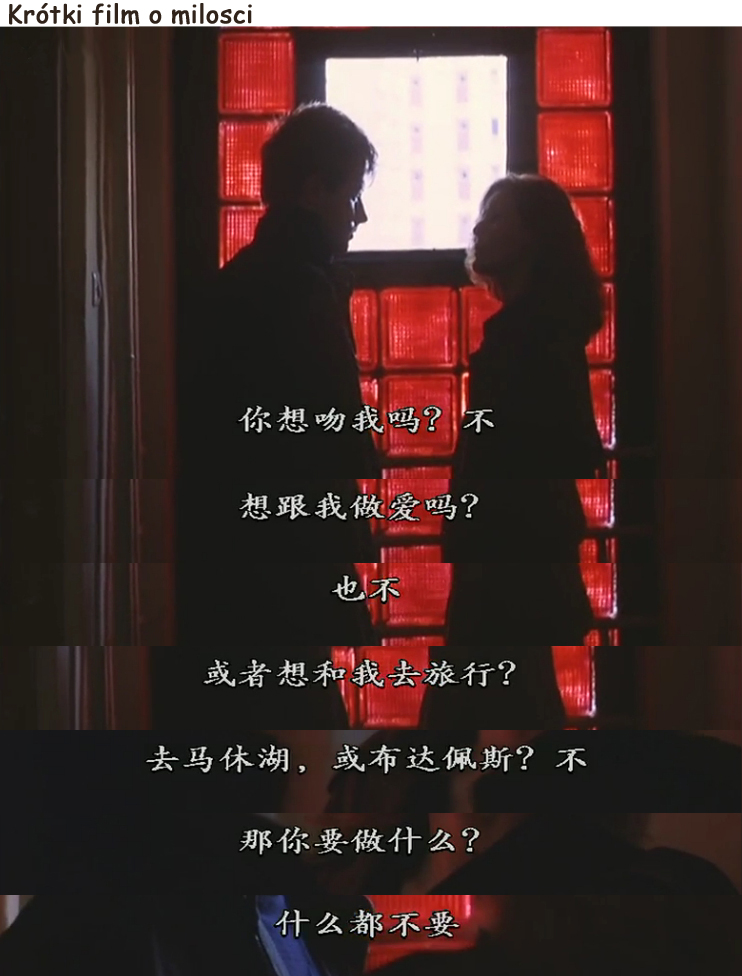 Krótki film o milosci
你想吻我吗？不
想跟我做爱吗？
也不
或者想和我去旅行？
去马休湖，或布达佩斯？不
那你要做什么？
什么都不要